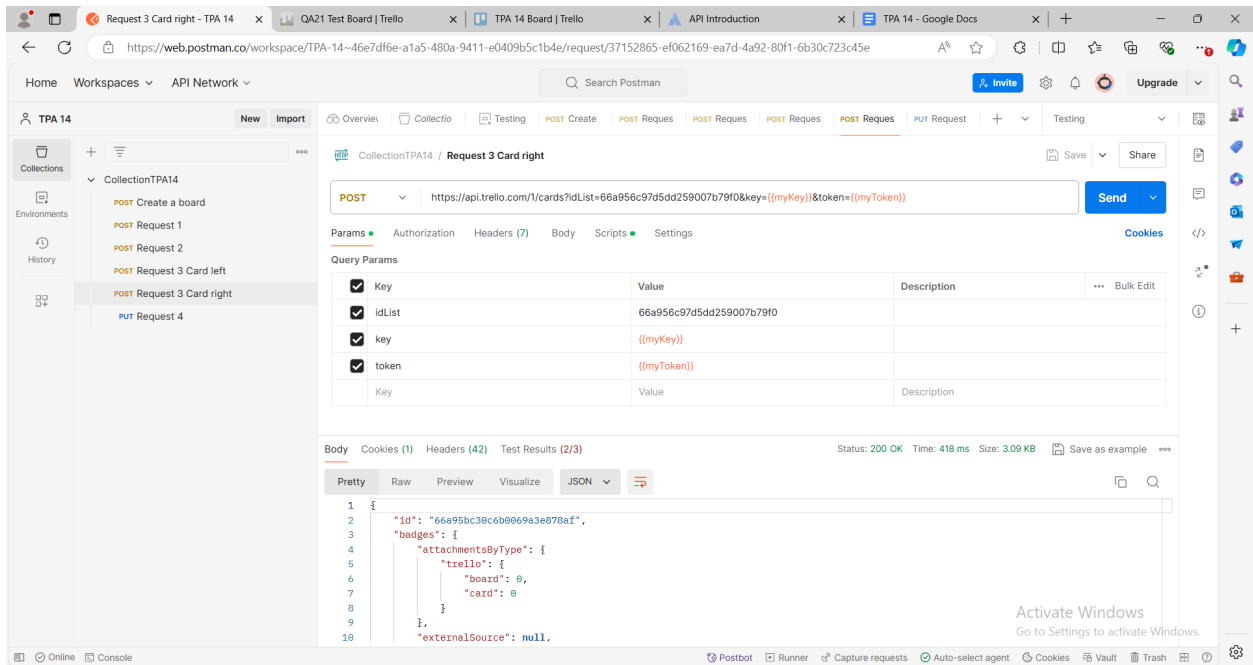 Request 3 Card right - TPA 14
QA21 Test Board | Trello
TPA 14 Board | Trello
API Introduction
TPA 14 - Google Docs
https://web.postman.co/workspace/TPA-14~46e7df6e-a1a5-480a-9411-e0409b5c1b4e/request/37152865-ef062169-ea7d-4a92-80f1-6b30c723c45e
Home Workspaces API Network Search Postman Invite Upgrade
TPA 14 New Import Overviev Collectio Testing POST Create POST Reques POST Reques POST Reques POST Reques PUT Request Testing
Collections
Environments
History
CollectionTPA14
POST Create a board
POST Request 1
POST Request 2
POST Request 3 Card left
POST Request 3 Card right
PUT Request 4
HTTP CollectionTPA14 / Request 3 Card right Save Share
POST https://api.trello.com/1/cards?idList=66a956c97d5dd259007b79f0&key={{myKey}}&token={{myToken}} Send
Params Authorization Headers (7) Body Scripts Settings Cookies
Query Params
Key Value Description Bulk Edit
idList 66a956c97d5dd259007b79f0
key {{myKey}}
token {{myToken}}
Key Value Description
Body Cookies (1) Headers (42) Test Results (2/3) Status: 200 OK Time: 418 ms Size: 3.09 KB Save as example
Pretty Raw Preview Visualize JSON
1 {
2 "id": "66a95bc30c6b0069a3e878af",
3 "badges": {
4 "attachmentsByType": {
5 "trello": {
6 "board": 0,
7 "card": 0
8 }
9 },
10 "externalSource": null,
Activate Windows
Go to Settings to activate Windows.
Online Console Postbot Runner Capture requests Auto-select agent Cookies Vault Trash